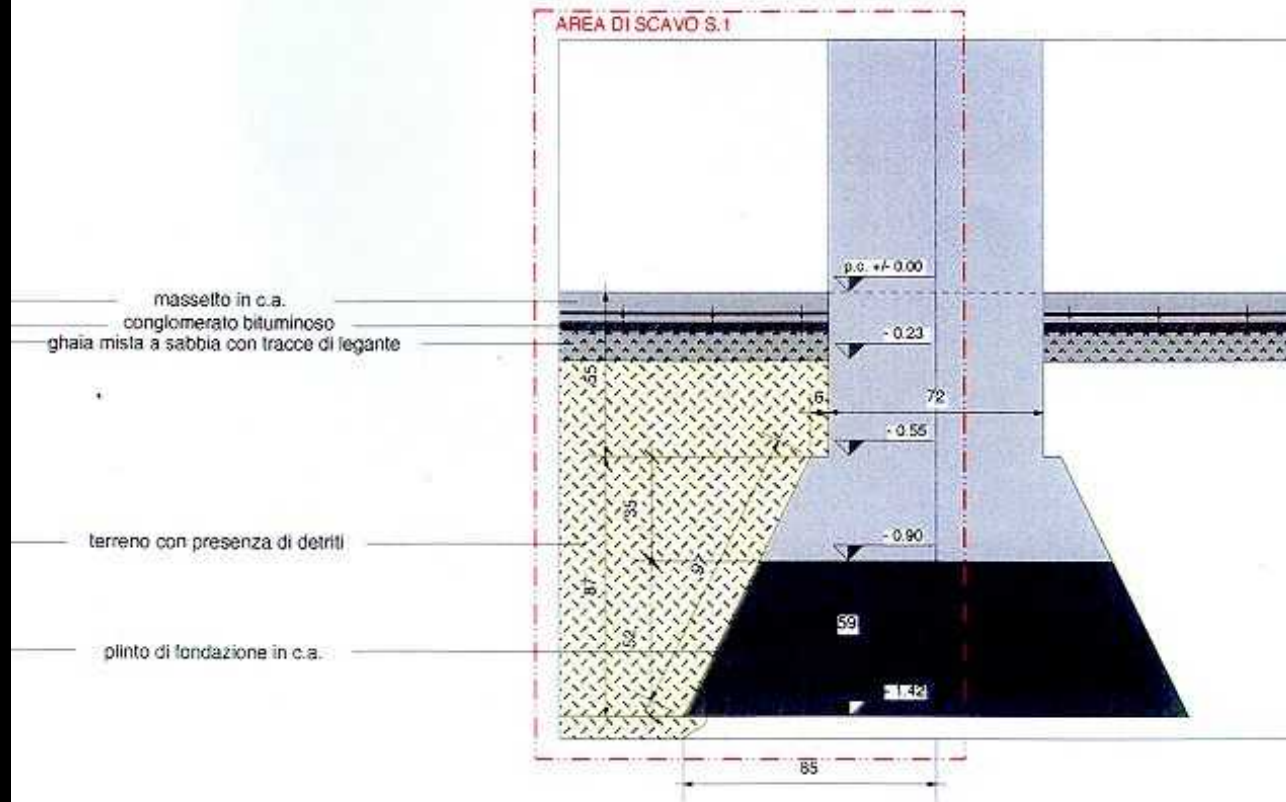 AREA DI SCAVO S.1
p.c. +/- 0.00
massetto in c.a.
conglomerato bituminoso
ghaia mista a sabbia con tracce di legante
- 0.23
55
6
72
- 0.55
35
- 0.90
terreno con presenza di detriti
97
87
52
59
plinto di fondazione in c.a.
- 1.42
85